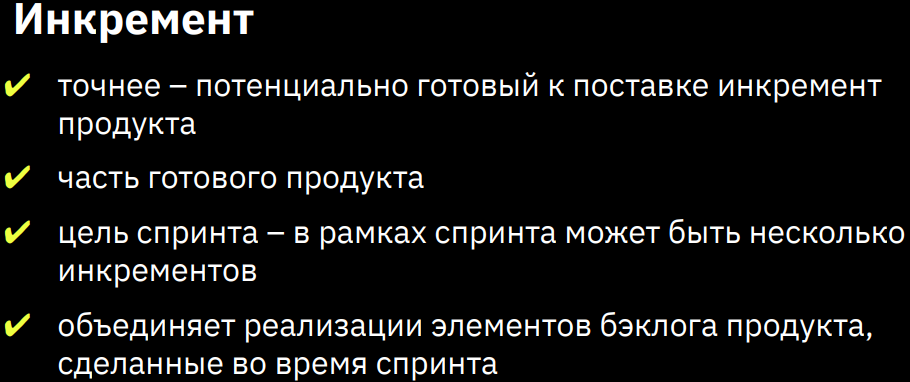 Инкремент
✔ точнее – потенциально готовый к поставке инкремент
продукта
✔ часть готового продукта
✔ цель спринта – в рамках спринта может быть несколько
инкрементов
✔ объединяет реализации элементов бэклога продукта,
сделанные во время спринта